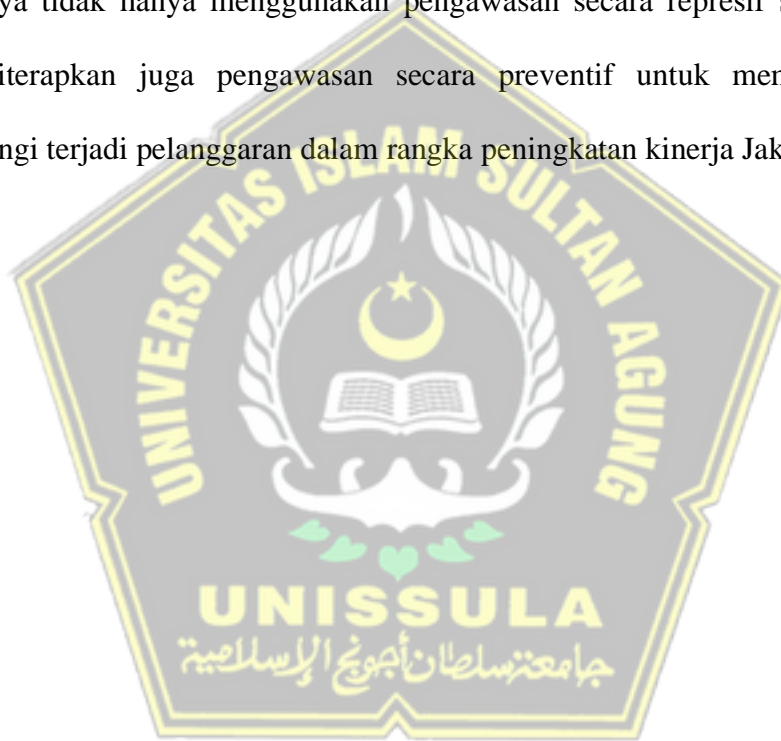 tidak hanya menggunakan pengawasan secara represif
juga pengawasan secara preventif untuk
terjadi pelanggaran dalam rangka peningkatan kinerja
UNIVERSITAS ISLAM SULTAN AGUNG
UNISSULA
جامعة سلطان أجونج الإسلامية